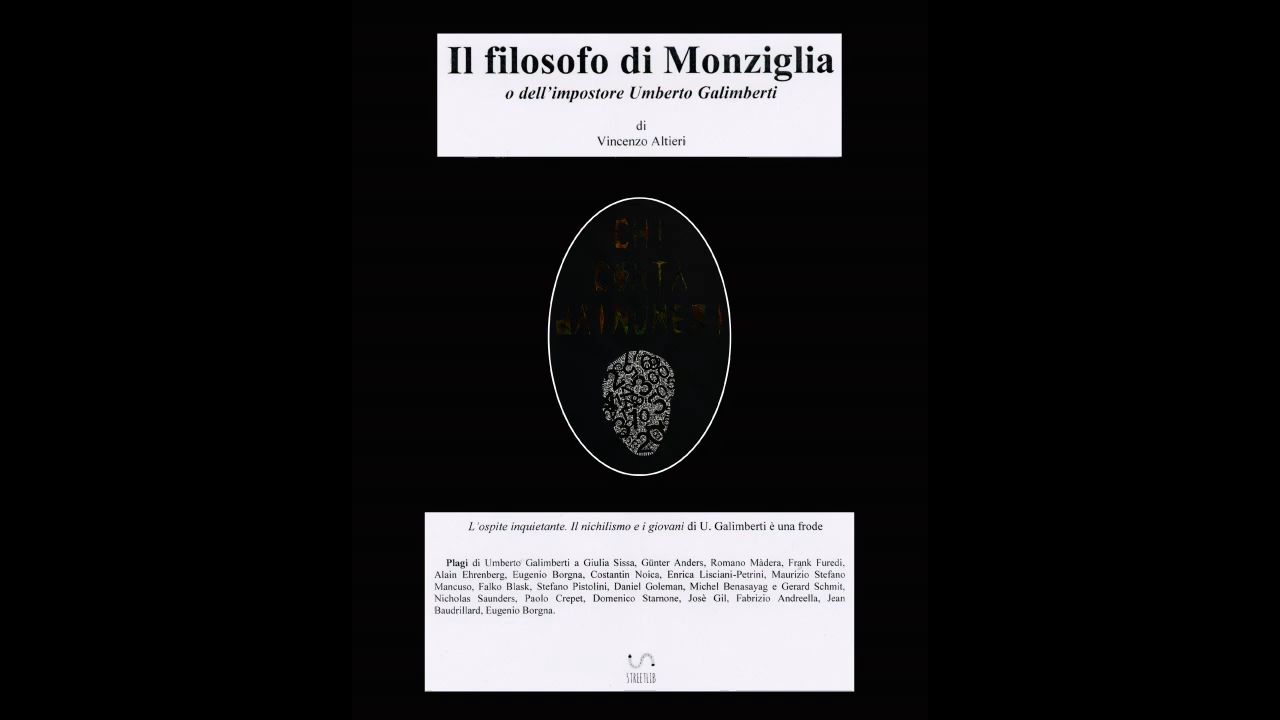 Il filosofo di Monziglia
o dell'impostore Umberto Galimberti
di
Vincenzo Altieri
CHI
CONTA
dAINUMERI
L'ospite inquietante. Il nichilismo e i giovani di U. Galimberti è una frode
Plagi di Umberto Galimberti a Giulia Sissa, Günter Anders, Romano Màdera, Frank Furedi,
Alain Ehrenberg, Eugenio Borgna, Costantin Noica, Enrica Lisciani-Petrini, Maurizio Stefano
Mancuso, Falko Blask, Stefano Pistolini, Daniel Goleman, Michel Benasayag e Gerard Schmit,
Nicholas Saunders, Paolo Crepet, Domenico Starnone, Josè Gil, Fabrizio Andreella, Jean
Baudrillard, Eugenio Borgna.
STREETLIB